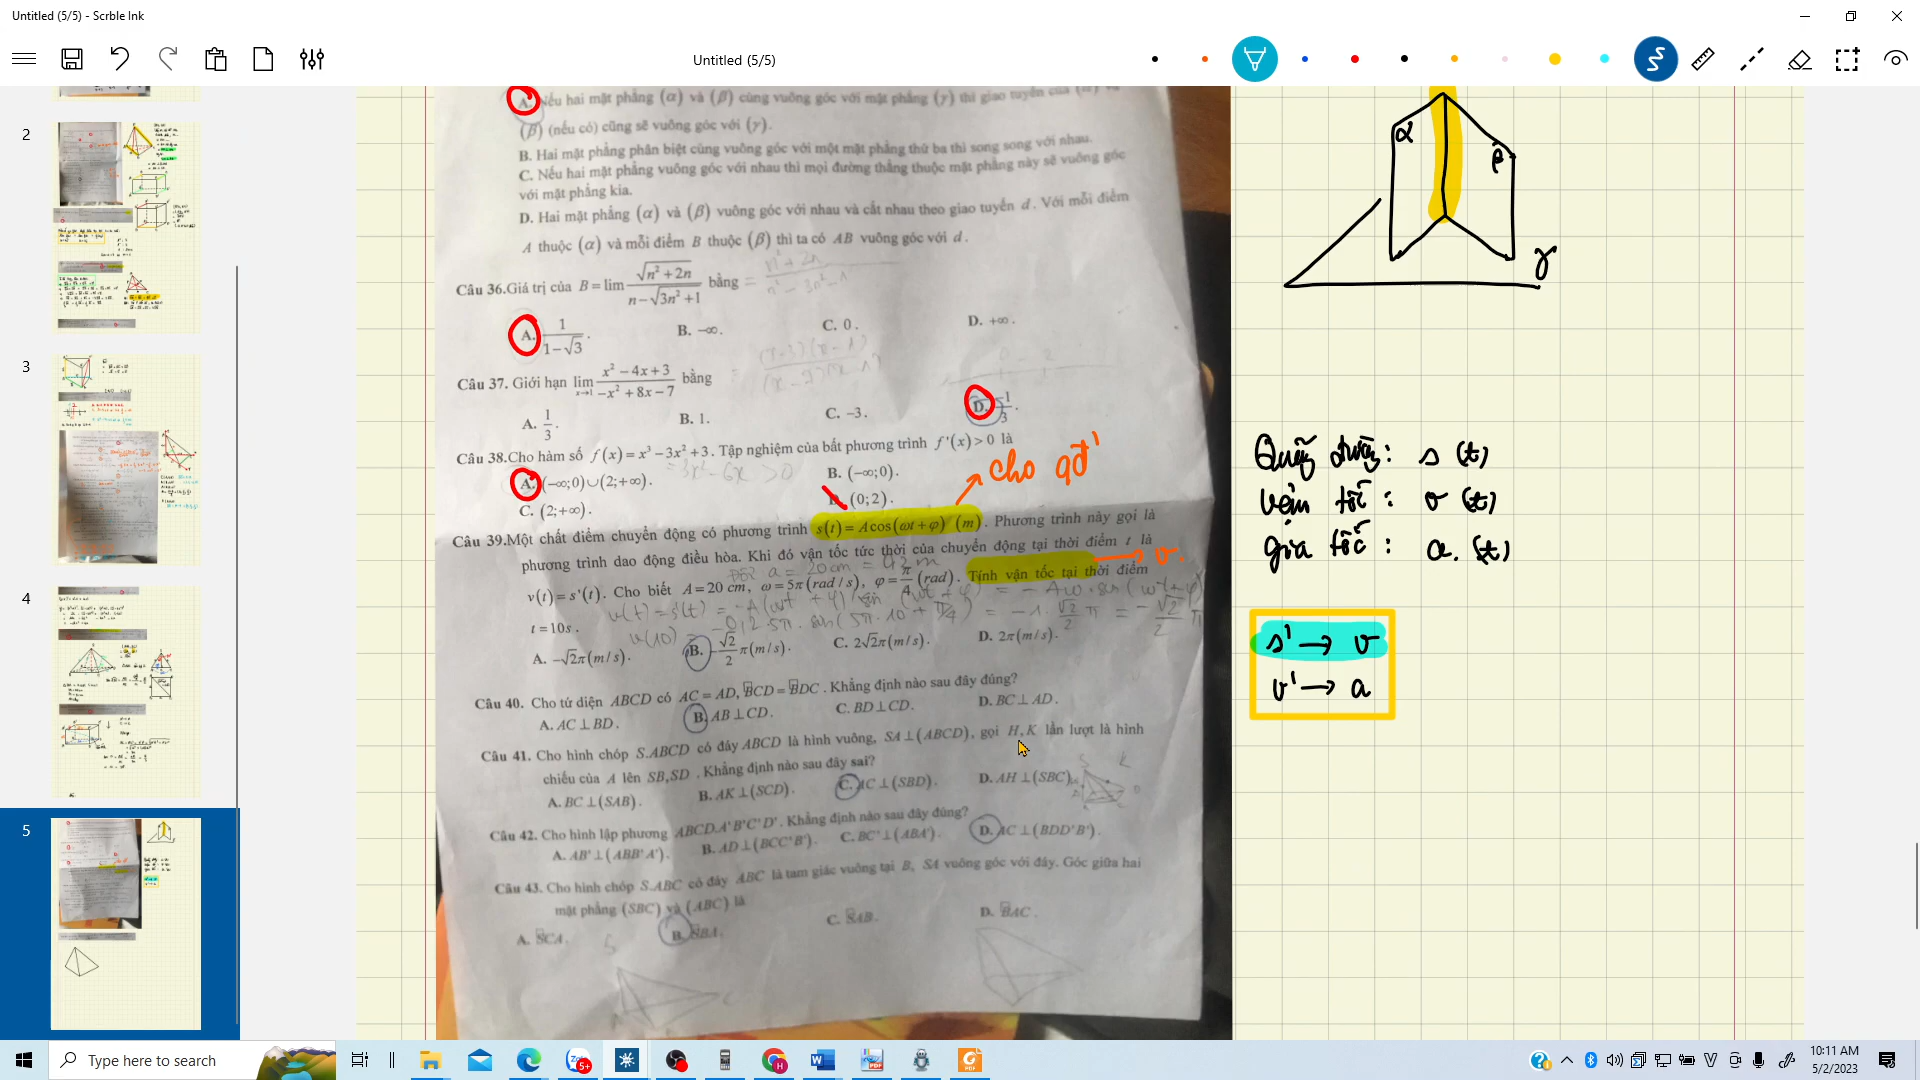 Untitled (5/5) - Scrble Ink
Untitled (5/5)
2
3
4
5
A. Nếu hai mặt phẳng (α) và (β) cùng vuông góc với mặt phẳng (γ) thì giao tuyến của (α) và
(β) (nếu có) cũng sẽ vuông góc với (γ).
B. Hai mặt phẳng phân biệt cùng vuông góc với một mặt phẳng thứ ba thì song song với nhau.
C. Nếu hai mặt phẳng vuông góc với nhau thì mọi đường thẳng thuộc mặt phẳng này sẽ vuông góc
với mặt phẳng kia.
D. Hai mặt phẳng (α) và (β) vuông góc với nhau và cắt nhau theo giao tuyến d. Với mỗi điểm
A thuộc (α) và mỗi điểm B thuộc (β) thì ta có AB vuông góc với d.
Câu 36.Giá trị của B = lim √(n² + 2n) / (n − √(3n² + 1)) bằng
A. 1/(1−√3). B. −∞. C. 0. D. +∞.
Câu 37. Giới hạn lim x→1 (x² − 4x + 3)/(−x² + 8x − 7) bằng
A. 1/3. B. 1. C. −3. D. −1/3.
Câu 38.Cho hàm số f(x) = x³ − 3x² + 3. Tập nghiệm của bất phương trình f'(x) > 0 là
= 3x² − 6x > 0
cho qđ'
A. (−∞;0)∪(2;+∞). B. (−∞;0).
C. (2;+∞). D. (0;2).
Câu 39.Một chất điểm chuyển động có phương trình s(t) = A cos(ωt + φ) (m). Phương trình này gọi là
phương trình dao động điều hòa. Khi đó vận tốc tức thời của chuyển động tại thời điểm t là
v(t) = s'(t). Cho biết A = 20 cm, ω = 5π(rad/s), φ = π/4 (rad). Tính vận tốc tại thời điểm → v.
t = 10s.
A. −√2π(m/s). B. −√2/2 π(m/s). C. 2√2π(m/s). D. 2π(m/s).
Câu 40. Cho tứ diện ABCD có AC = AD, BCD = BDC. Khẳng định nào sau đây đúng?
A. AC ⊥ BD. B. AB ⊥ CD. C. BD ⊥ CD. D. BC ⊥ AD.
Câu 41. Cho hình chóp S.ABCD có đáy ABCD là hình vuông, SA ⊥ (ABCD), gọi H, K lần lượt là hình
chiếu của A lên SB, SD. Khẳng định nào sau đây sai?
A. BC ⊥ (SAB). B. AK ⊥ (SCD). C. AC ⊥ (SBD). D. AH ⊥ (SBC).
Câu 42. Cho hình lập phương ABCD.A'B'C'D'. Khẳng định nào sau đây đúng?
A. AB' ⊥ (ABB'A'). B. AD ⊥ (BCC'B'). C. BC' ⊥ (ABA'). D. AC ⊥ (BDD'B').
Câu 43. Cho hình chóp S.ABC có đáy ABC là tam giác vuông tại B, SA vuông góc với đáy. Góc giữa hai
mặt phẳng (SBC) và (ABC) là
A. SCA. B. SBA. C. SAB. D. BAC.
α
β
γ
Quãng đường: s (t)
vận tốc : v (t)
gia tốc : a. (t)
s' → v
v' → a
Type here to search
10:11 AM
5/2/2023